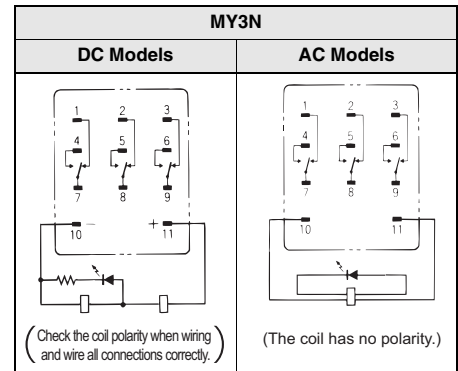 MY3N
DC Models
AC Models
1 2 3
4 5 6
7 8 9
10 − + 11
(Check the coil polarity when wiring
and wire all connections correctly.)
1 2 3
4 5 6
7 8 9
10 11
(The coil has no polarity.)